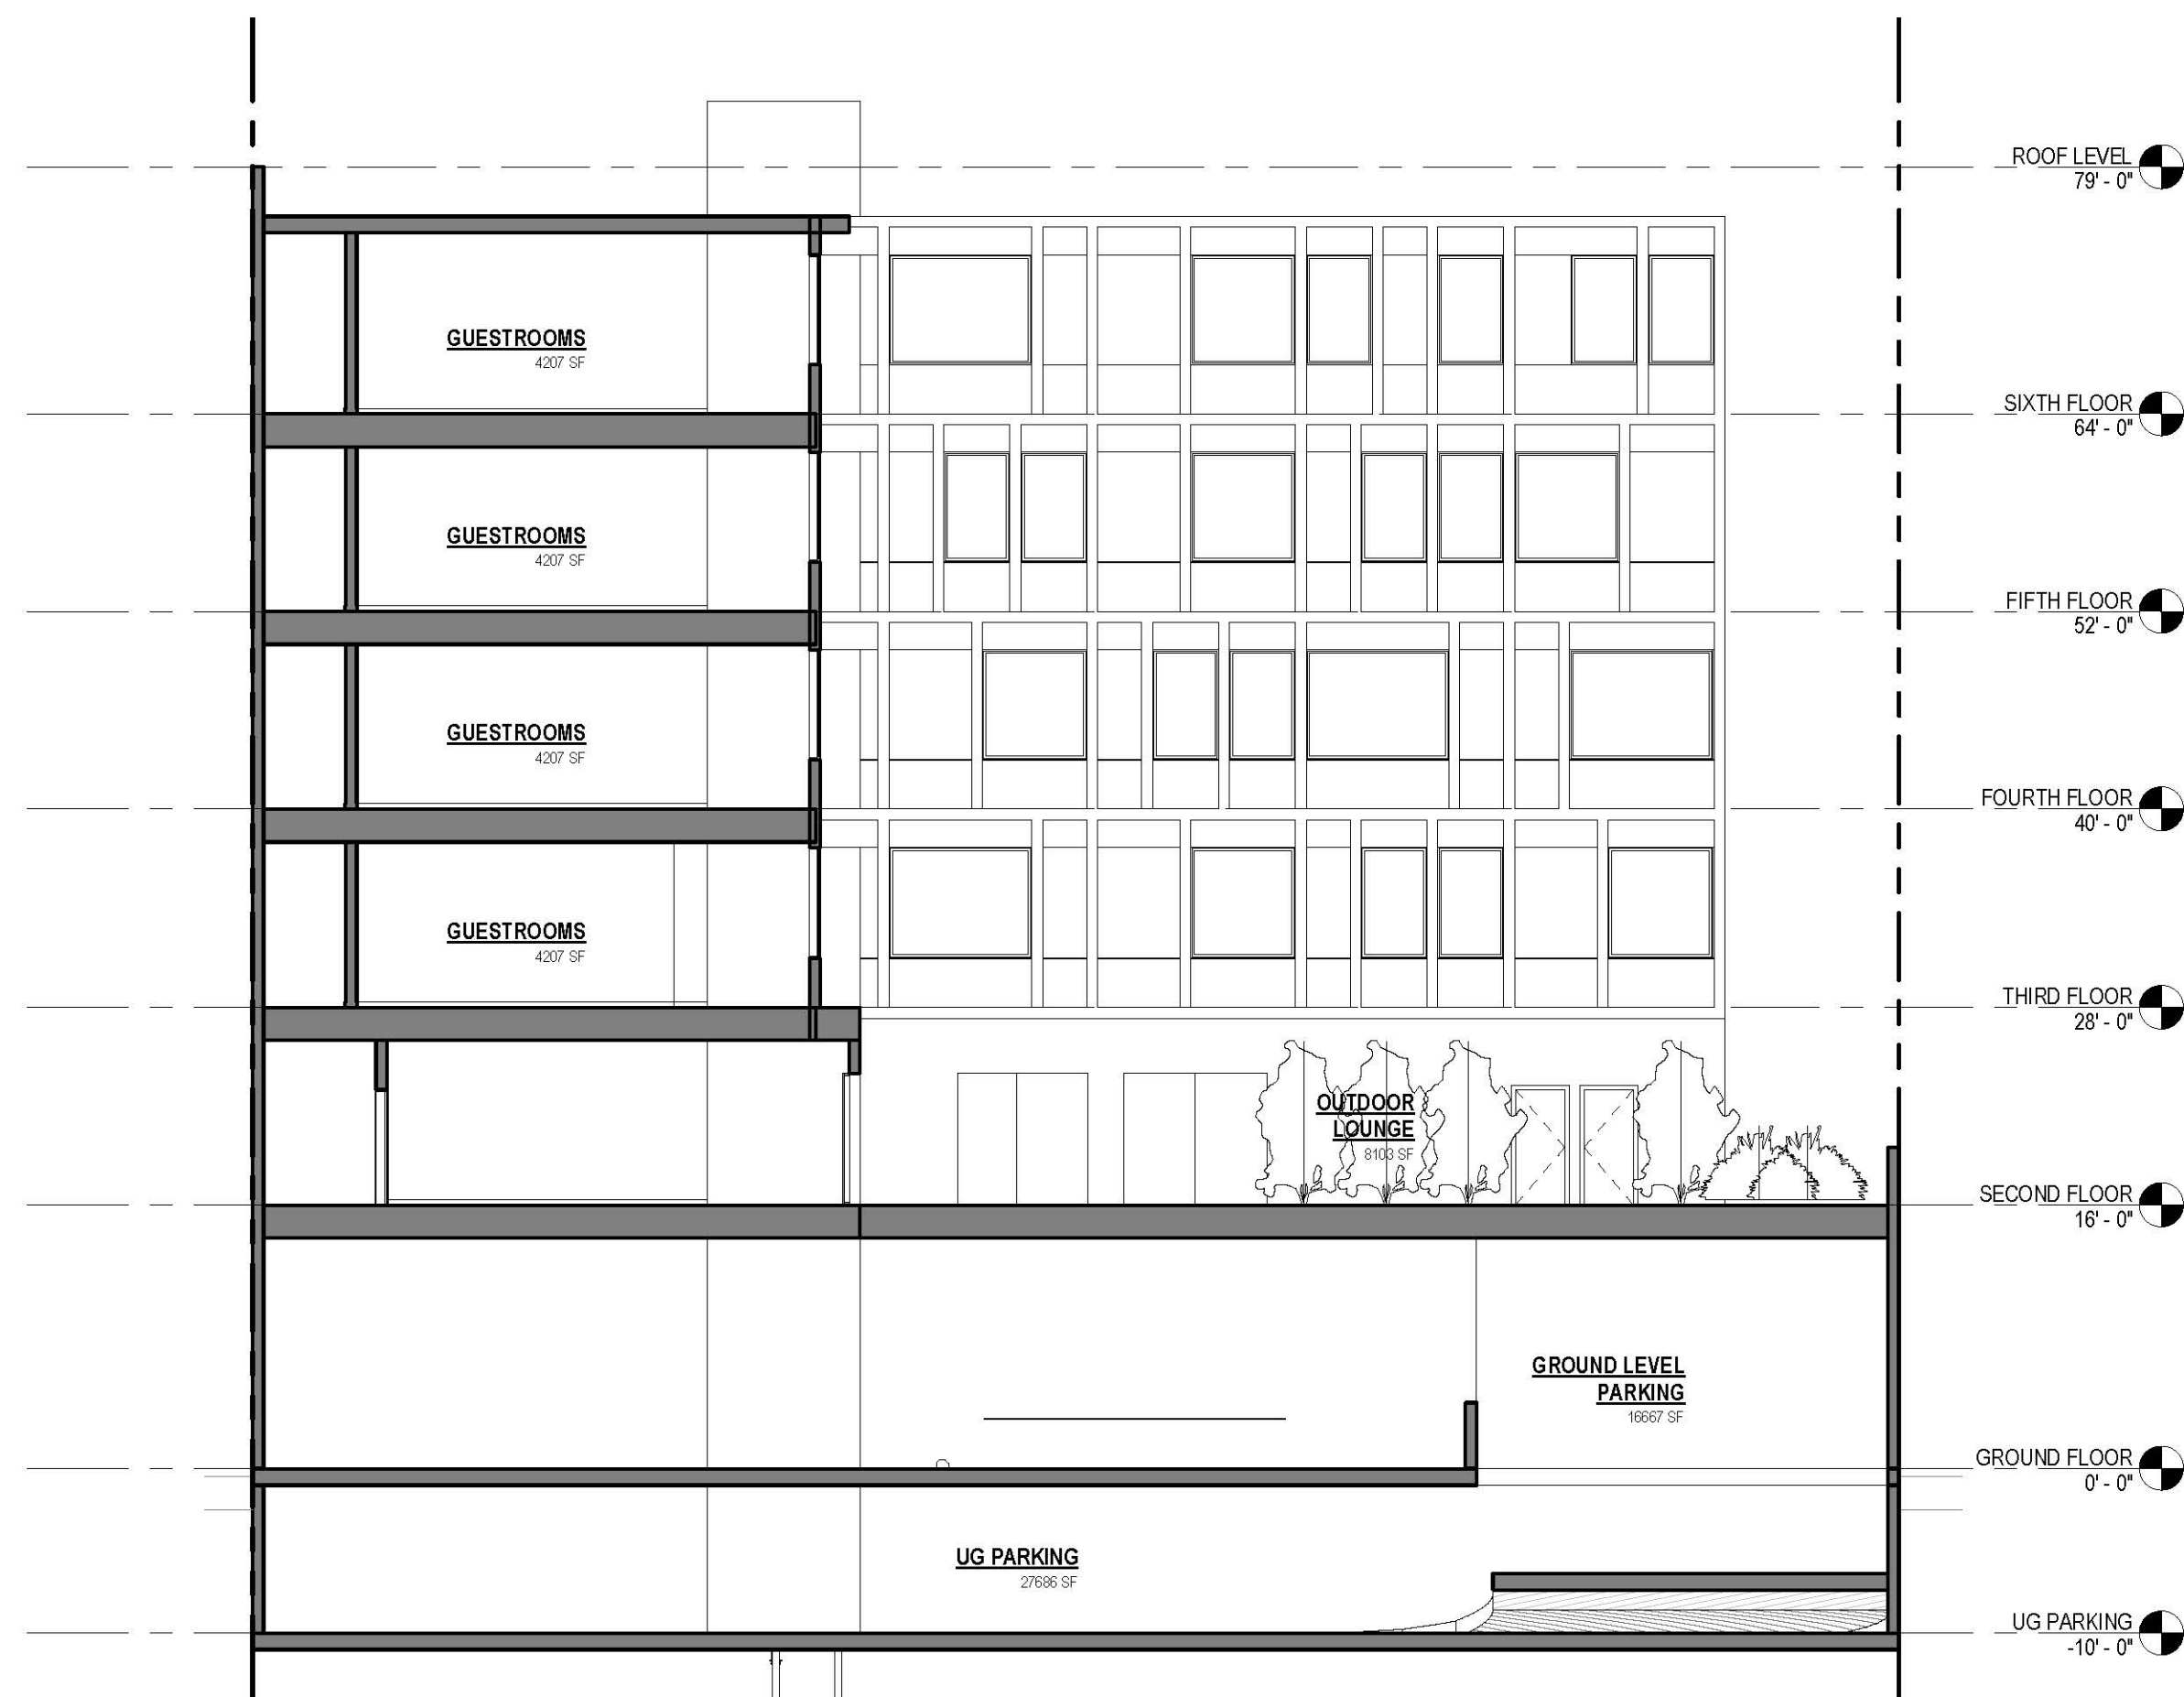 ROOF LEVEL
79' - 0"
GUESTROOMS
4207 SF
SIXTH FLOOR
64' - 0"
GUESTROOMS
4207 SF
FIFTH FLOOR
52' - 0"
GUESTROOMS
4207 SF
FOURTH FLOOR
40' - 0"
GUESTROOMS
4207 SF
THIRD FLOOR
28' - 0"
OUTDOOR
LOUNGE
8103 SF
SECOND FLOOR
16' - 0"
GROUND LEVEL
PARKING
16667 SF
GROUND FLOOR
0' - 0"
UG PARKING
27686 SF
UG PARKING
-10' - 0"